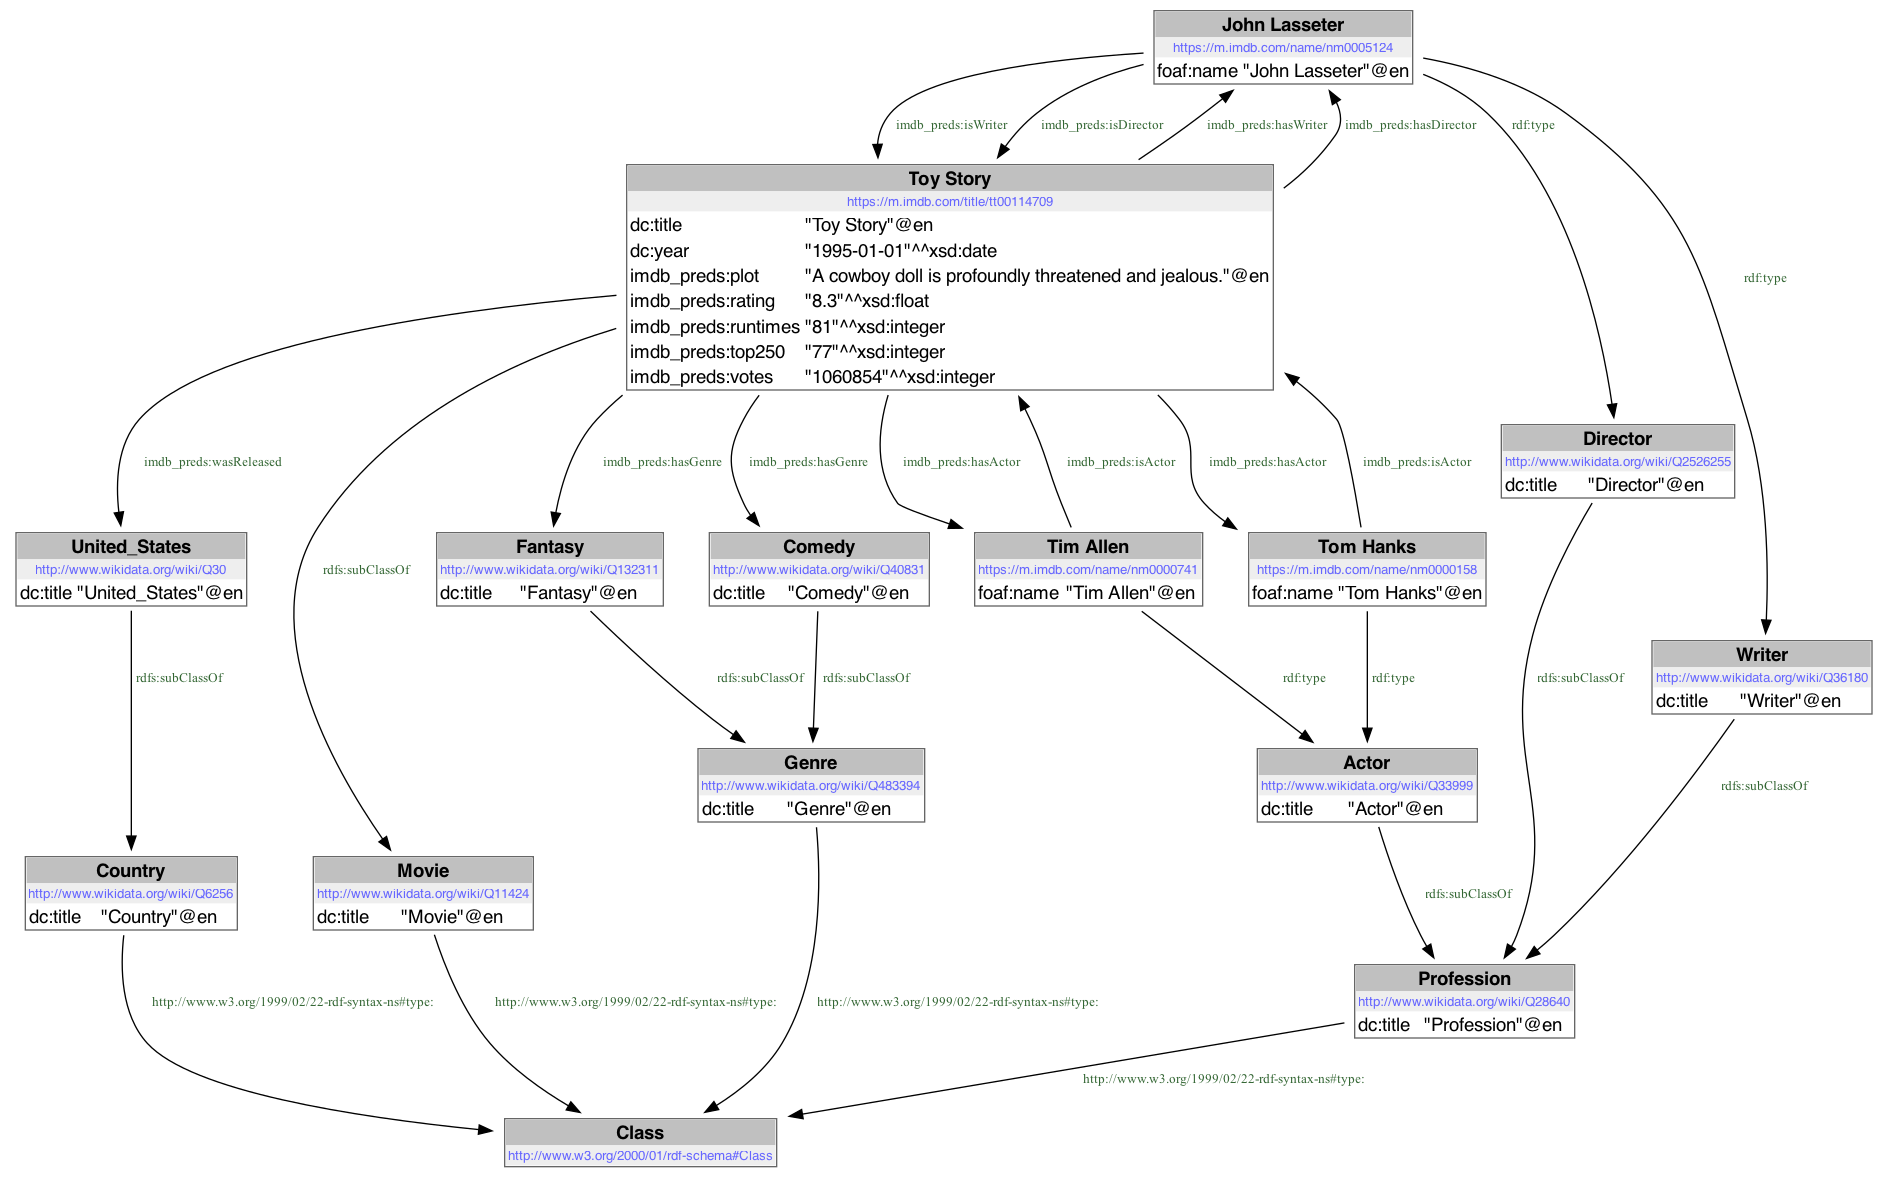 John Lasseter
https://m.imdb.com/name/nm0005124
foaf:name "John Lasseter"@en
imdb_preds:isWriter
imdb_preds:isDirector
imdb_preds:hasWriter
imdb_preds:hasDirector
rdf:type
Toy Story
https://m.imdb.com/title/tt00114709
dc:title "Toy Story"@en
dc:year "1995-01-01"^^xsd:date
imdb_preds:plot "A cowboy doll is profoundly threatened and jealous."@en
imdb_preds:rating "8.3"^^xsd:float
imdb_preds:runtimes "81"^^xsd:integer
imdb_preds:top250 "77"^^xsd:integer
imdb_preds:votes "1060854"^^xsd:integer
rdf:type
Director
http://www.wikidata.org/wiki/Q2526255
dc:title "Director"@en
imdb_preds:wasReleased
imdb_preds:hasGenre
imdb_preds:hasGenre
imdb_preds:hasActor
imdb_preds:isActor
imdb_preds:hasActor
imdb_preds:isActor
United_States
http://www.wikidata.org/wiki/Q30
dc:title "United_States"@en
rdfs:subClassOf
Fantasy
http://www.wikidata.org/wiki/Q132311
dc:title "Fantasy"@en
Comedy
http://www.wikidata.org/wiki/Q40831
dc:title "Comedy"@en
Tim Allen
https://m.imdb.com/name/nm0000741
foaf:name "Tim Allen"@en
Tom Hanks
https://m.imdb.com/name/nm0000158
foaf:name "Tom Hanks"@en
rdfs:subClassOf
rdfs:subClassOf
rdfs:subClassOf
rdf:type
rdf:type
rdfs:subClassOf
Writer
http://www.wikidata.org/wiki/Q36180
dc:title "Writer"@en
Genre
http://www.wikidata.org/wiki/Q483394
dc:title "Genre"@en
Actor
http://www.wikidata.org/wiki/Q33999
dc:title "Actor"@en
rdfs:subClassOf
Country
http://www.wikidata.org/wiki/Q6256
dc:title "Country"@en
Movie
http://www.wikidata.org/wiki/Q11424
dc:title "Movie"@en
rdfs:subClassOf
http://www.w3.org/1999/02/22-rdf-syntax-ns#type:
http://www.w3.org/1999/02/22-rdf-syntax-ns#type:
http://www.w3.org/1999/02/22-rdf-syntax-ns#type:
Profession
http://www.wikidata.org/wiki/Q28640
dc:title "Profession"@en
http://www.w3.org/1999/02/22-rdf-syntax-ns#type:
Class
http://www.w3.org/2000/01/rdf-schema#Class